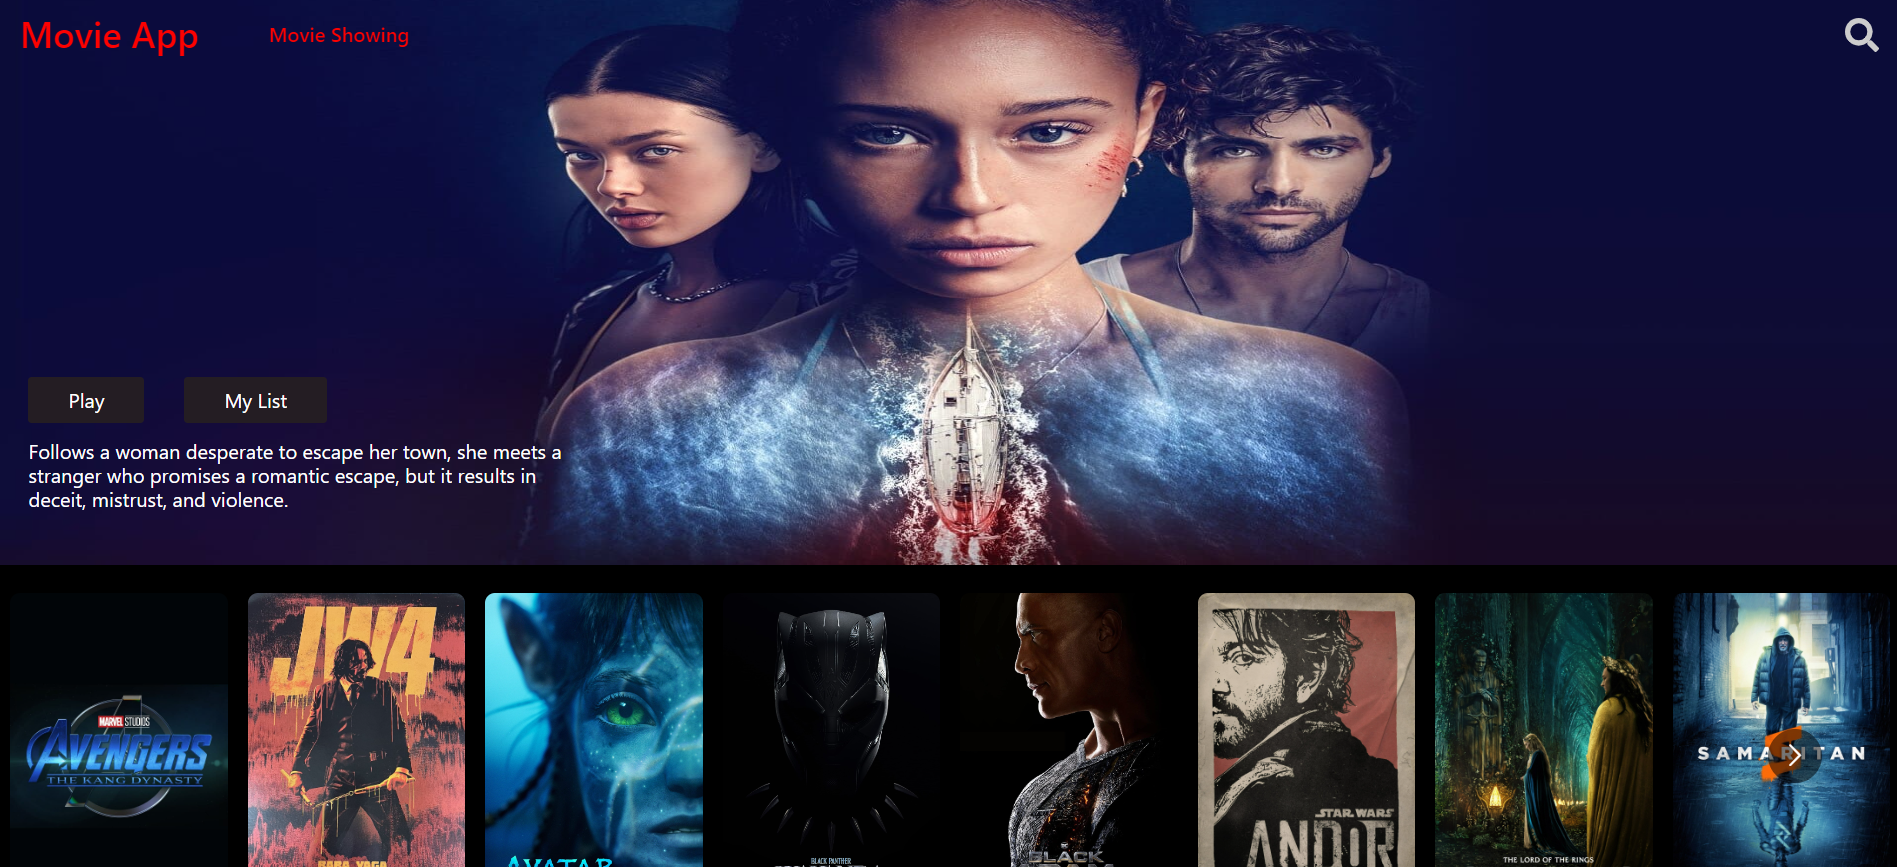 Movie App
Movie Showing
Play
My List
Follows a woman desperate to escape her town, she meets a
stranger who promises a romantic escape, but it results in
deceit, mistrust, and violence.
MARVEL STUDIOS
AVENGERS
THE KANG DYNASTY
JW4
BABA YAGA
AVATAR
BLACK PANTHER
BLACK
STAR WARS
ANDOR
THE LORD OF THE RINGS
SAMARITAN